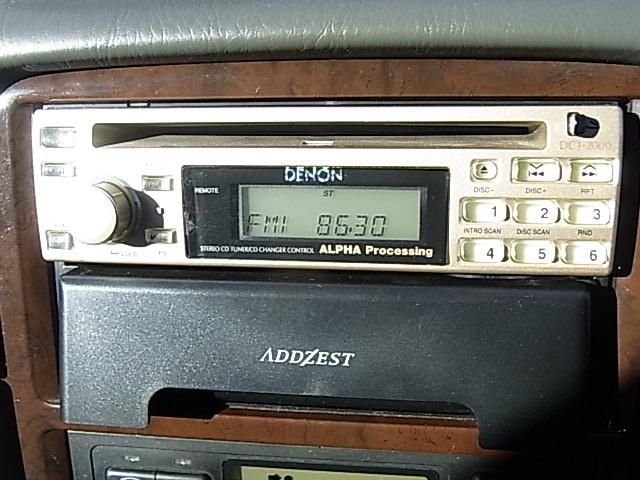 DCT-2000
DENON
REMOTE
ST
FM1 86.30
STEREO CD TUNER/CD CHANGER CONTROL ALPHA Processing
DISC- DISC+ RPT
1 2 3
INTRO SCAN DISC SCAN RND
4 5 6
ADDZEST